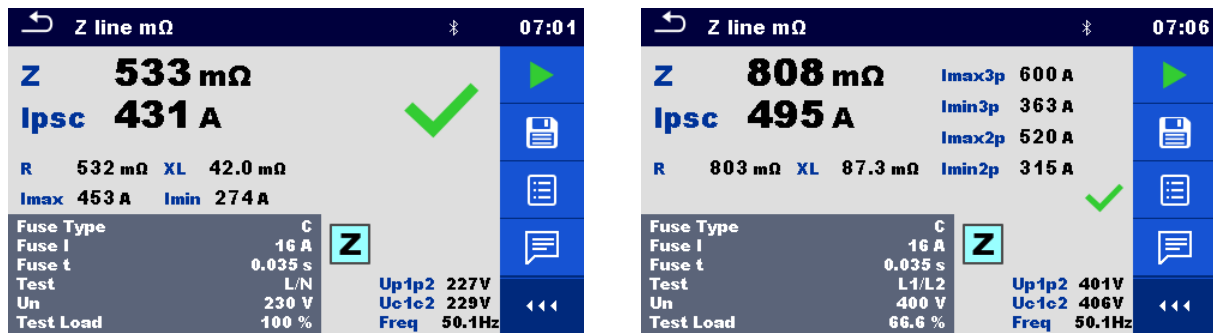 Z line mΩ 07:01
Z 533 mΩ
Ipsc 431 A
R 532 mΩ XL 42.0 mΩ
Imax 453 A Imin 274 A
Fuse Type C
Fuse I 16 A
Fuse t 0.035 s
Test L/N
Un 230 V
Test Load 100 %
Z
Up1p2 227V
Uc1c2 229V
Freq 50.1Hz
Z line mΩ 07:06
Z 808 mΩ
Ipsc 495 A
Imax3p 600 A
Imin3p 363 A
Imax2p 520 A
R 803 mΩ XL 87.3 mΩ Imin2p 315 A
Fuse Type C
Fuse I 16 A
Fuse t 0.035 s
Test L1/L2
Un 400 V
Test Load 66.6 %
Z
Up1p2 401V
Uc1c2 406V
Freq 50.1Hz